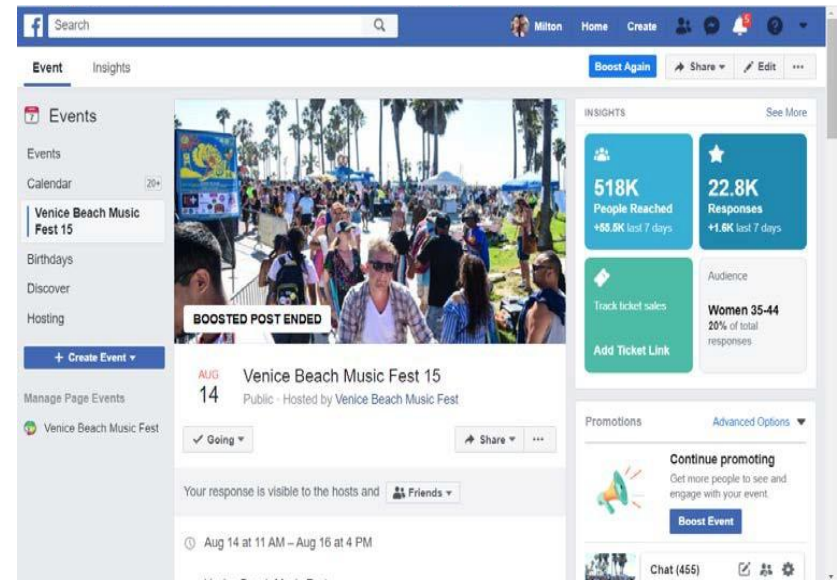 f Search Milton Home Create 5
Event Insights Boost Again Share Edit ...
7 Events
Events
Calendar 20+
Venice Beach Music
Fest 15
Birthdays
Discover
Hosting
+ Create Event
Manage Page Events
Venice Beach Music Fest
BOOSTED POST ENDED
AUG
14
Venice Beach Music Fest 15
Public · Hosted by Venice Beach Music Fest
Going Share ...
Your response is visible to the hosts and Friends
Aug 14 at 11 AM – Aug 16 at 4 PM
INSIGHTS See More
518K
People Reached
+55.5K last 7 days
22.8K
Responses
+1.6K last 7 days
Track ticket sales
Add Ticket Link
Audience
Women 35-44
20% of total
responses
Promotions Advanced Options
Continue promoting
Get more people to see and
engage with your event.
Boost Event
Chat (455)